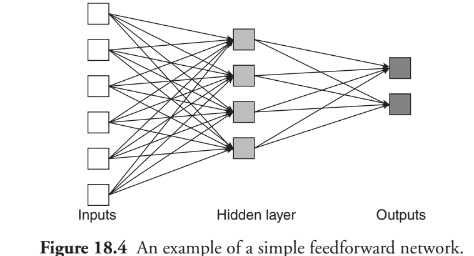 Inputs Hidden layer Outputs
Figure 18.4 An example of a simple feedforward network.